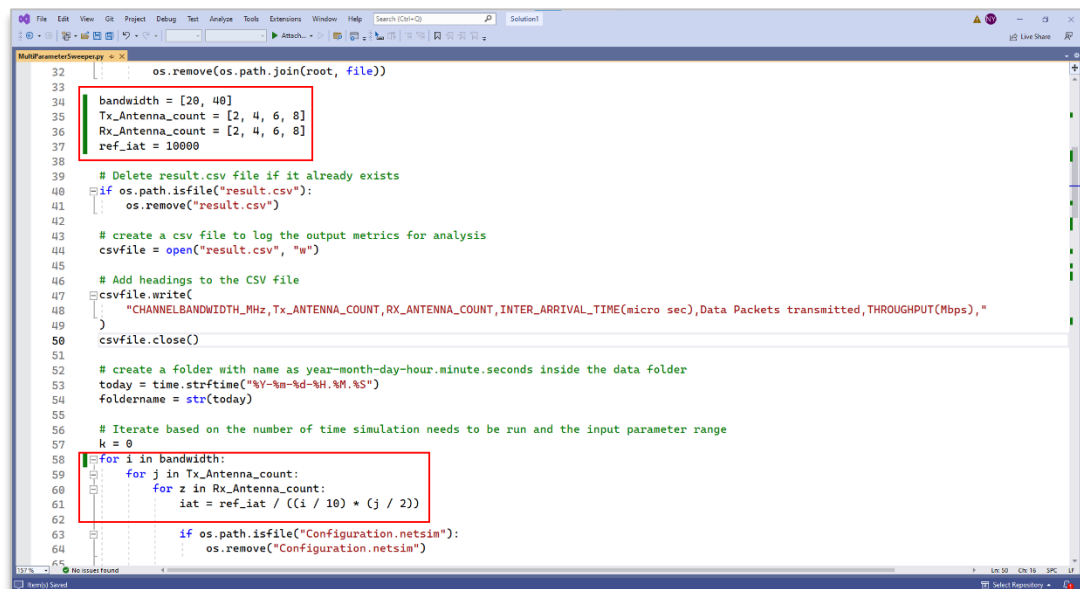 File Edit View Git Project Debug Test Analyze Tools Extensions Window Help Search (Ctrl+Q) Solution1 NY
Attach... Live Share
MultiParameterSweeper.py
32 os.remove(os.path.join(root, file))
33
34 bandwidth = [20, 40]
35 Tx_Antenna_count = [2, 4, 6, 8]
36 Rx_Antenna_count = [2, 4, 6, 8]
37 ref_iat = 10000
38
39 # Delete result.csv file if it already exists
40 if os.path.isfile("result.csv"):
41 os.remove("result.csv")
42
43 # create a csv file to log the output metrics for analysis
44 csvfile = open("result.csv", "w")
45
46 # Add headings to the CSV file
47 csvfile.write(
48 "CHANNELBANDWIDTH_MHz,Tx_ANTENNA_COUNT,RX_ANTENNA_COUNT,INTER_ARRIVAL_TIME(micro sec),Data Packets transmitted,THROUGHPUT(Mbps),"
49 )
50 csvfile.close()
51
52 # create a folder with name as year-month-day-hour.minute.seconds inside the data folder
53 today = time.strftime("%Y-%m-%d-%H.%M.%S")
54 foldername = str(today)
55
56 # Iterate based on the number of time simulation needs to be run and the input parameter range
57 k = 0
58 for i in bandwidth:
59 for j in Tx_Antenna_count:
60 for z in Rx_Antenna_count:
61 iat = ref_iat / ((i / 10) * (j / 2))
62
63 if os.path.isfile("Configuration.netsim"):
64 os.remove("Configuration.netsim")
65
157 % No issues found Ln: 50 Ch: 16 SPC LF
Item(s) Saved Select Repository